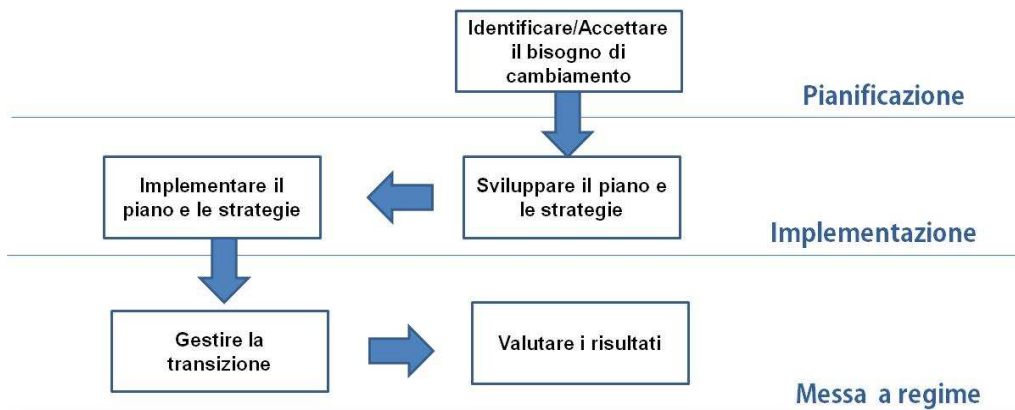 Identificare/Accettare
il bisogno di
cambiamento
Pianificazione
Implementare il
piano e le strategie
Sviluppare il piano e
le strategie
Implementazione
Gestire la
transizione
Valutare i risultati
Messa a regime